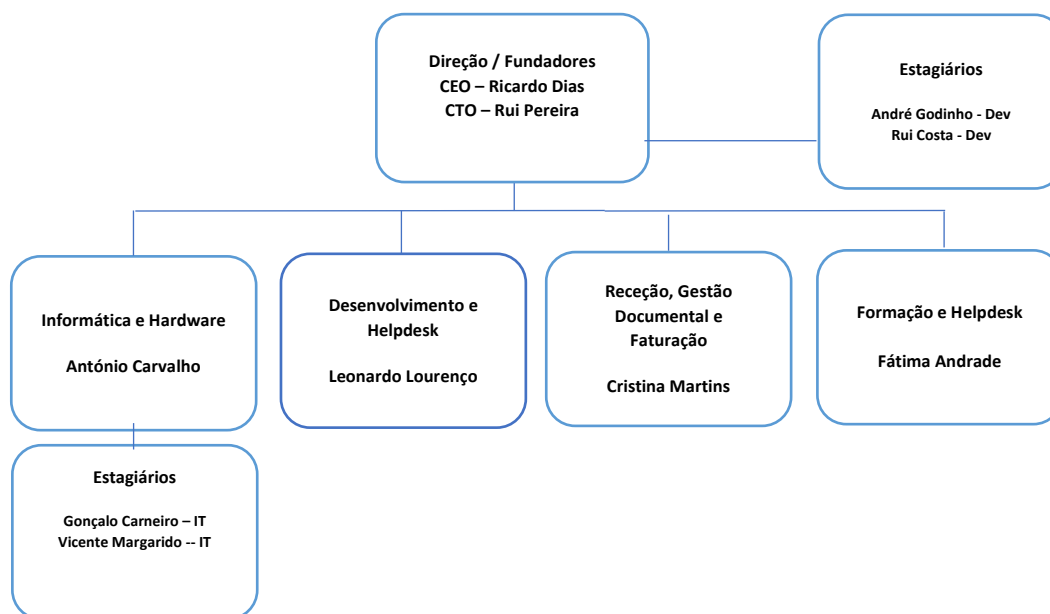 Direção / Fundadores
CEO – Ricardo Dias
CTO – Rui Pereira
Estagiários
André Godinho - Dev
Rui Costa - Dev
Informática e Hardware
António Carvalho
Desenvolvimento e
Helpdesk
Leonardo Lourenço
Receção, Gestão
Documental e
Faturação
Cristina Martins
Formação e Helpdesk
Fátima Andrade
Estagiários
Gonçalo Carneiro – IT
Vicente Margarido -- IT